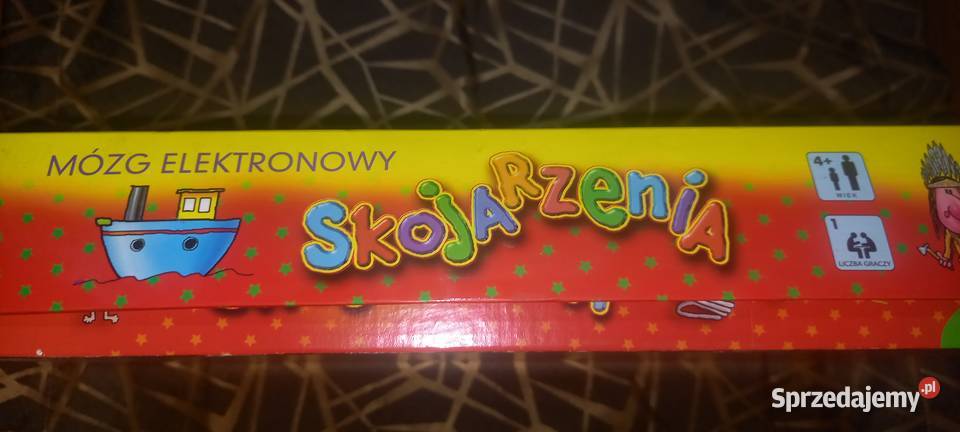 MÓZG ELEKTRONOWY
SKOJARZENIA
4+
WIEK
1
LICZBA GRACZY
Sprzedajemy.pl